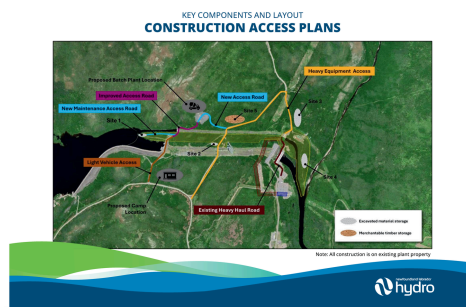 KEY COMPONENTS AND LAYOUT
CONSTRUCTION ACCESS PLANS
Heavy Equipment Access
Proposed Batch Plant Location
Improved Access Road
New Access Road
New Maintenance Access Road
Site 1
Site 3
Site 2
Light Vehicle Access
Site 4
Proposed Camp
Location
Existing Heavy Haul Road
Excavated material storage
Merchantable timber storage
Note: All construction is on existing plant property
newfoundland labrador
hydro